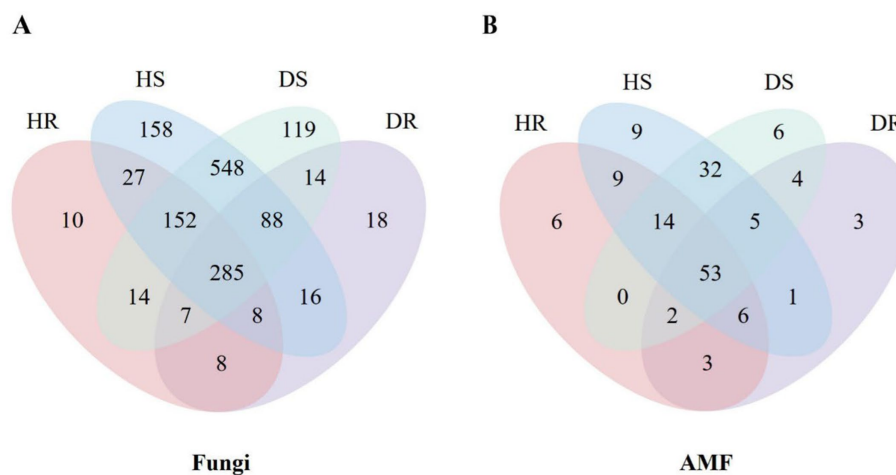 A
B
HS DS
HR DR
158 119
27 548 14
10 152 88 18
285
14 16
7 8
8
Fungi
HS DS
HR DR
9 6
9 32 4
6 14 5 3
53
0 1
2 6
3
AMF